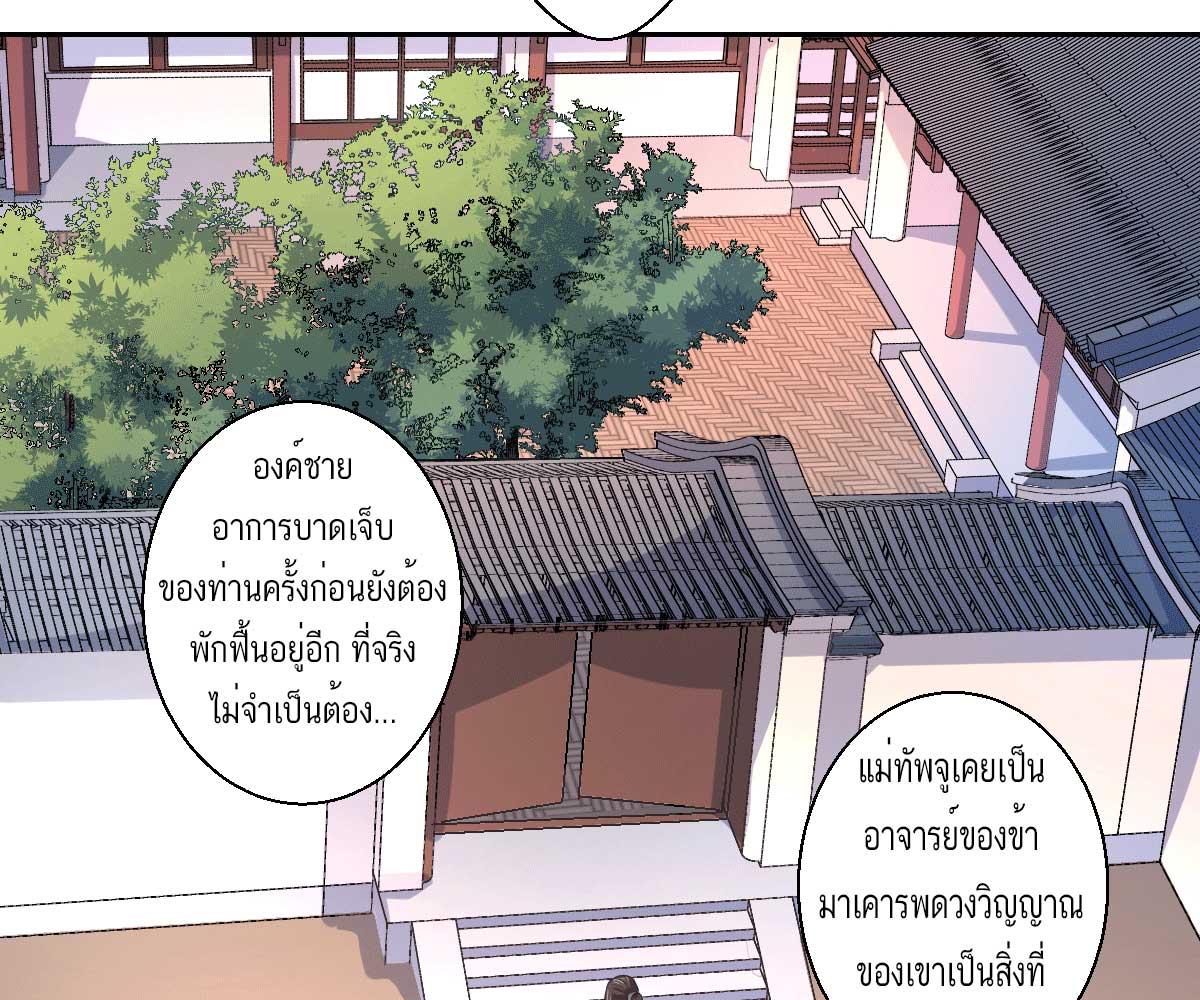 องค์ชาย
อาการบาดเจ็บ
ของท่านครั้งก่อนยังต้อง
พักฟื้นอยู่อีก ที่จริง
ไม่จำเป็นต้อง...
แม่ทัพจูเคยเป็น
อาจารย์ของข้า
มาเคารพดวงวิญญาณ
ของเขาเป็นสิ่งที่